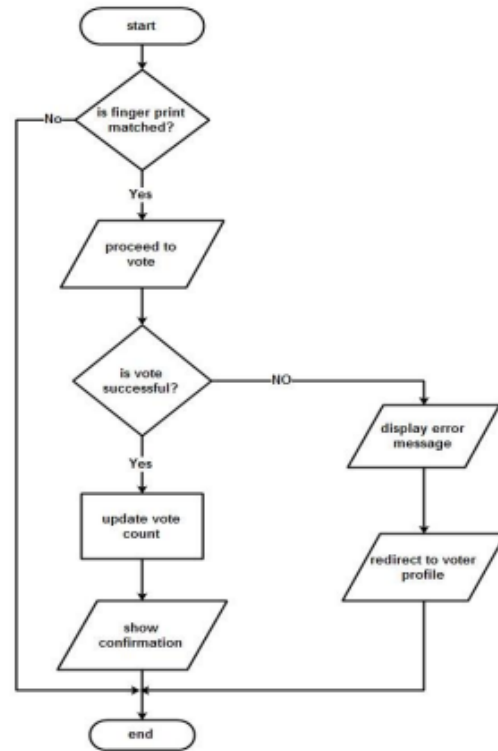 start
is finger print
matched?
No
Yes
proceed to
vote
is vote
successful?
NO
display error
message
Yes
update vote
count
redirect to voter
profile
show
confirmation
end